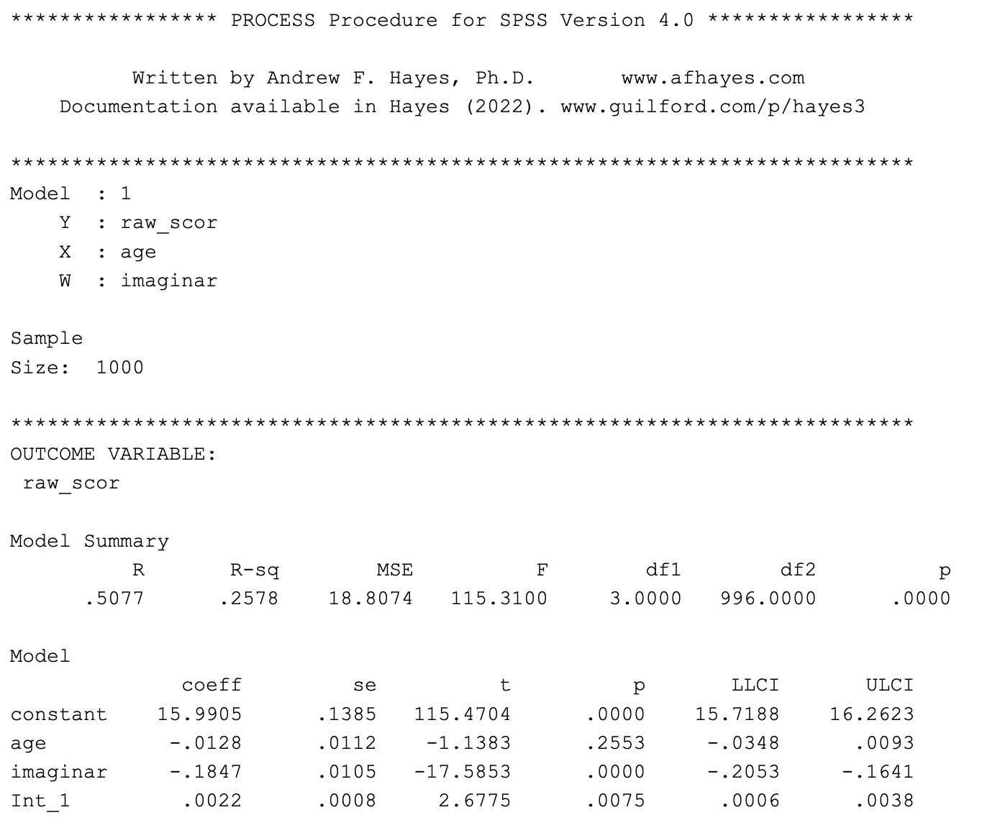 ***************** PROCESS Procedure for SPSS Version 4.0 *****************
Written by Andrew F. Hayes, Ph.D.       www.afhayes.com
Documentation available in Hayes (2022). www.guilford.com/p/hayes3
**************************************************************************
Model  : 1
Y  : raw_scor
X  : age
W  : imaginar
Sample
Size:  1000
**************************************************************************
OUTCOME VARIABLE:
raw_scor
Model Summary
R       R-sq        MSE          F        df1        df2          p
.5077      .2578    18.8074   115.3100     3.0000   996.0000      .0000
Model
coeff         se          t          p       LLCI       ULCI
constant    15.9905      .1385   115.4704      .0000    15.7188    16.2623
age          -.0128      .0112    -1.1383      .2553     -.0348      .0093
imaginar     -.1847      .0105   -17.5853      .0000     -.2053     -.1641
Int_1         .0022      .0008     2.6775      .0075      .0006      .0038